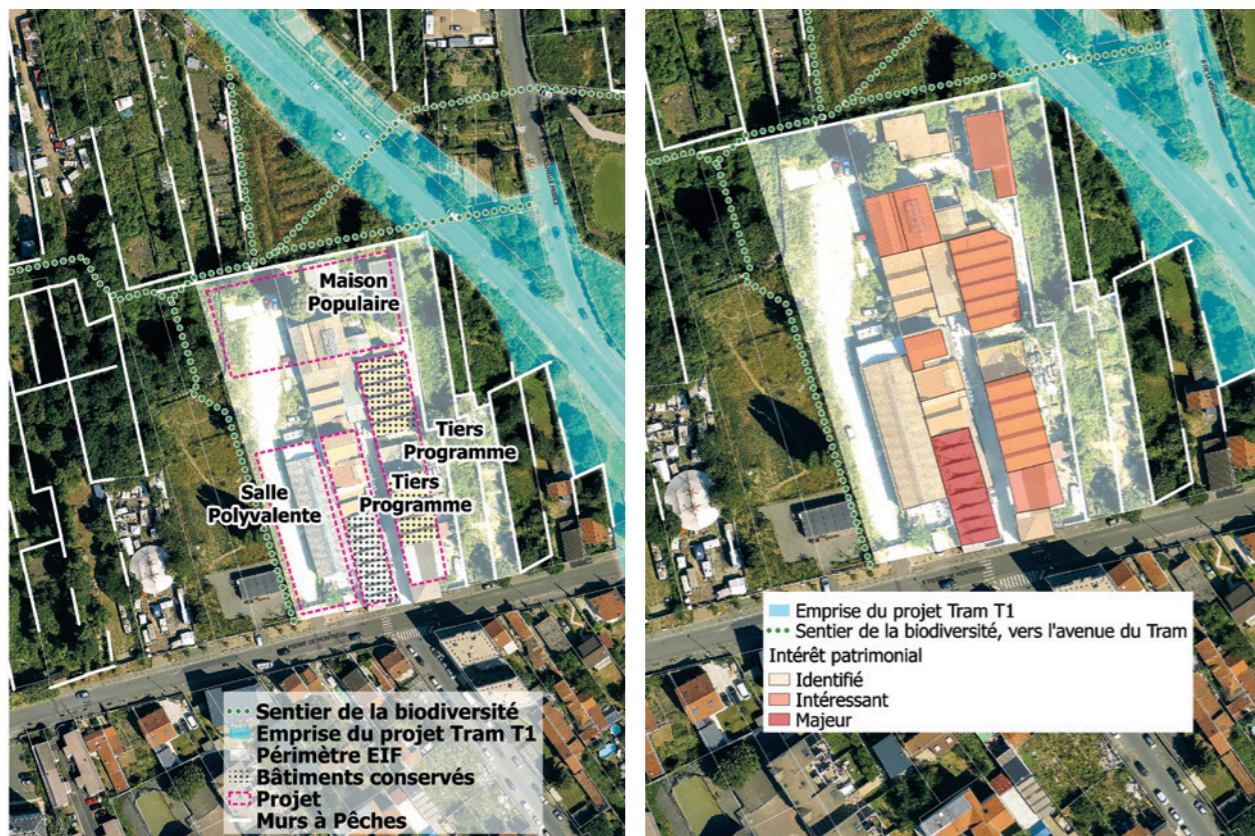 Maison
Populaire
Tiers
Programme
Tiers
Programme
Salle
Polyvalente
Sentier de la biodiversité
Emprise du projet Tram T1
Périmètre EIF
Bâtiments conservés
Projet
Murs à Pêches
Emprise du projet Tram T1
Sentier de la biodiversité, vers l'avenue du Tram
Intérêt patrimonial
Identifié
Intéressant
Majeur